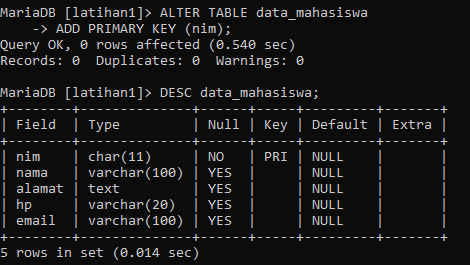 MariaDB [latihan1]> ALTER TABLE data_mahasiswa
    -> ADD PRIMARY KEY (nim);
Query OK, 0 rows affected (0.540 sec)
Records: 0  Duplicates: 0  Warnings: 0

MariaDB [latihan1]> DESC data_mahasiswa;
+--------+--------------+------+-----+---------+-------+
| Field  | Type         | Null | Key | Default | Extra |
+--------+--------------+------+-----+---------+-------+
| nim    | char(11)     | NO   | PRI | NULL    |       |
| nama   | varchar(100) | YES  |     | NULL    |       |
| alamat | text         | YES  |     | NULL    |       |
| hp     | varchar(20)  | YES  |     | NULL    |       |
| email  | varchar(100) | YES  |     | NULL    |       |
+--------+--------------+------+-----+---------+-------+
5 rows in set (0.014 sec)